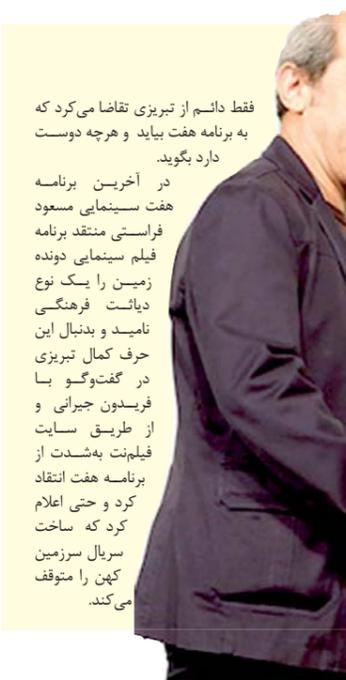 فقط دائم از تبریزی تقاضا می‌کرد که
به برنامه هفت بیاید و هرچه دوست
دارد بگوید.
در آخرین برنامه
هفت سینمایی مسعود
فراستی منتقد برنامه
فیلم سینمایی دونده
زمین را یک نوع
دیاثت فرهنگی
نامید و بدنبال این
حرف کمال تبریزی
در گفت‌وگو با
فریدون جیرانی و
از طریق سایت
فیلم‌نت به‌شدت از
برنامه هفت انتقاد
کرد و حتی اعلام
کرد که ساخت
سریال سرزمین
کهن را متوقف
می‌کند.